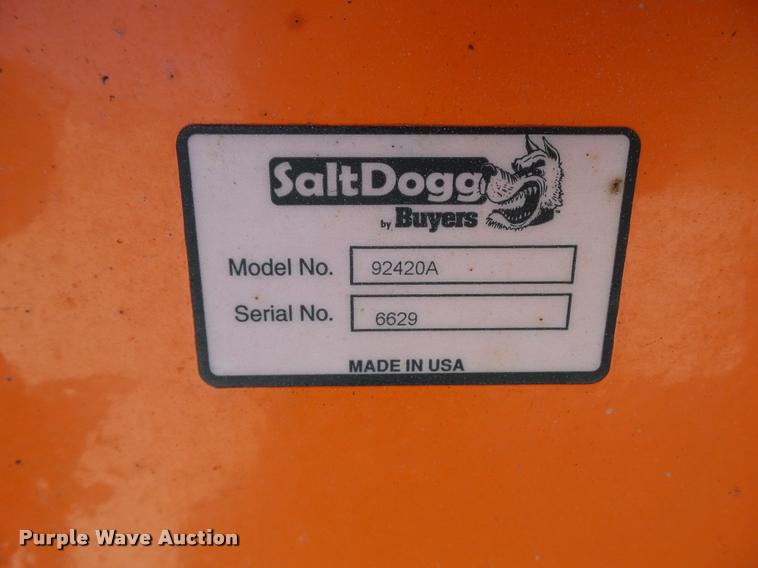 SaltDogg
by Buyers
Model No. 92420A
Serial No. 6629
MADE IN USA
Purple Wave Auction